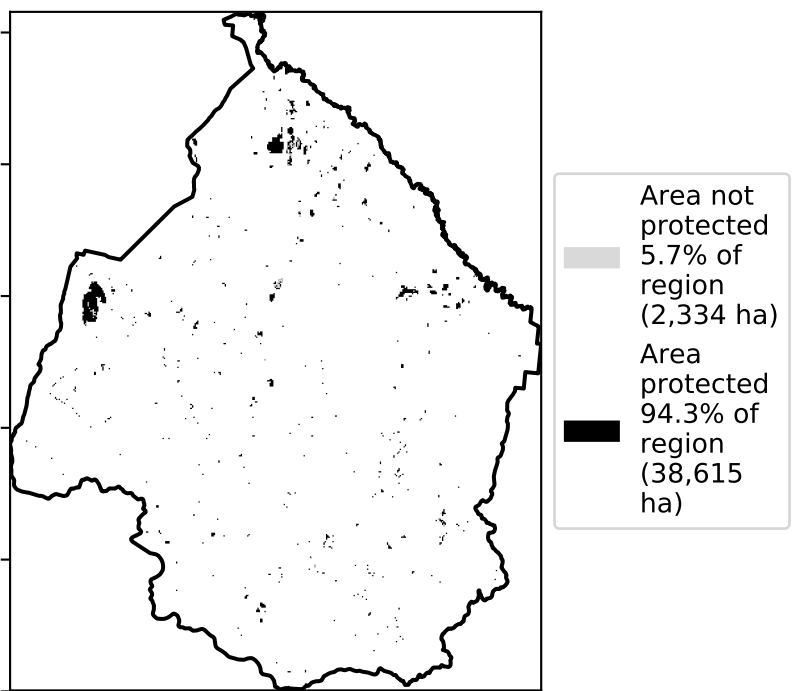 Area not
protected
5.7% of
region
(2,334 ha)
Area
protected
94.3% of
region
(38,615
ha)